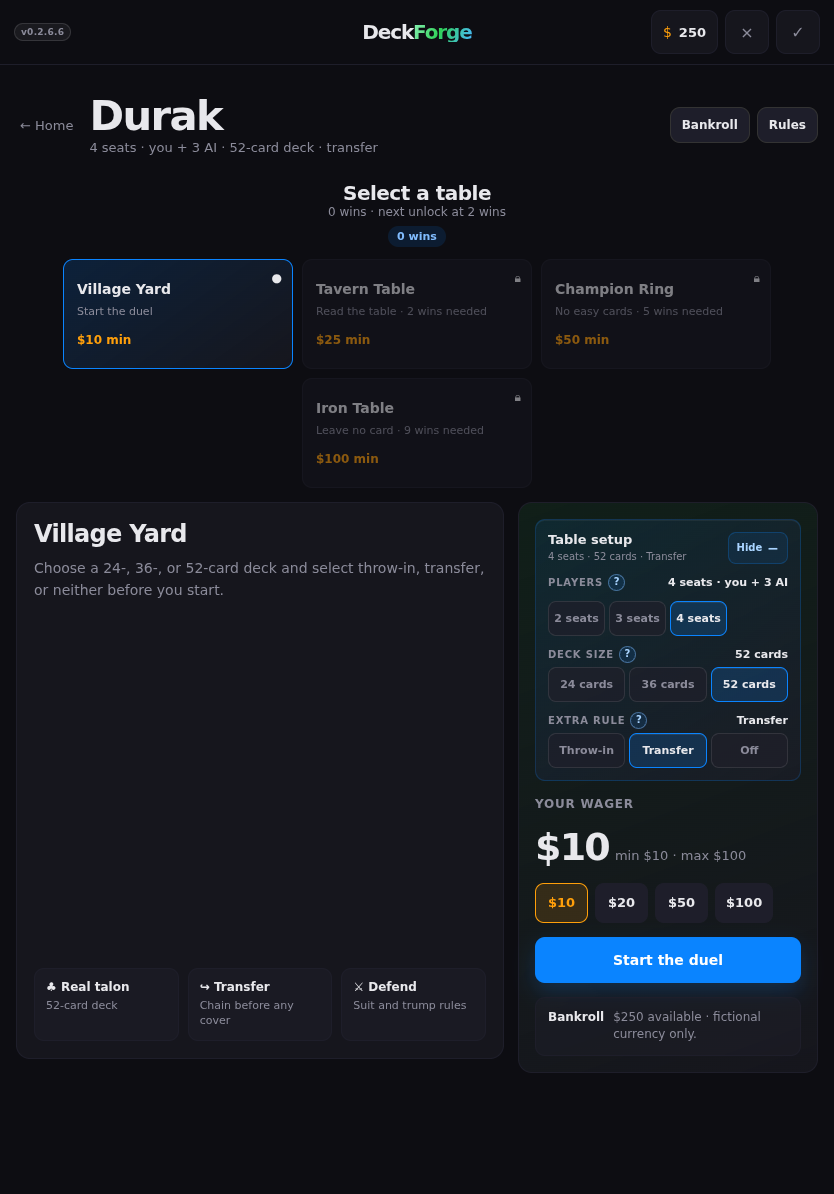 v0.2.6.6
DeckForge
$ 250
✕
✓
← Home
Durak
4 seats · you + 3 AI · 52-card deck · transfer
Bankroll
Rules
Select a table
0 wins · next unlock at 2 wins
0 wins
Village Yard
Start the duel
$10 min
Tavern Table
Read the table · 2 wins needed
$25 min
Champion Ring
No easy cards · 5 wins needed
$50 min
Iron Table
Leave no card · 9 wins needed
$100 min
Village Yard
Choose a 24-, 36-, or 52-card deck and select throw-in, transfer,
or neither before you start.
♣ Real talon
52-card deck
↪ Transfer
Chain before any
cover
⚔ Defend
Suit and trump rules
Table setup
4 seats · 52 cards · Transfer
Hide —
PLAYERS ?
4 seats · you + 3 AI
2 seats
3 seats
4 seats
DECK SIZE ?
52 cards
24 cards
36 cards
52 cards
EXTRA RULE ?
Transfer
Throw-in
Transfer
Off
YOUR WAGER
$10 min $10 · max $100
$10
$20
$50
$100
Start the duel
Bankroll $250 available · fictional
currency only.